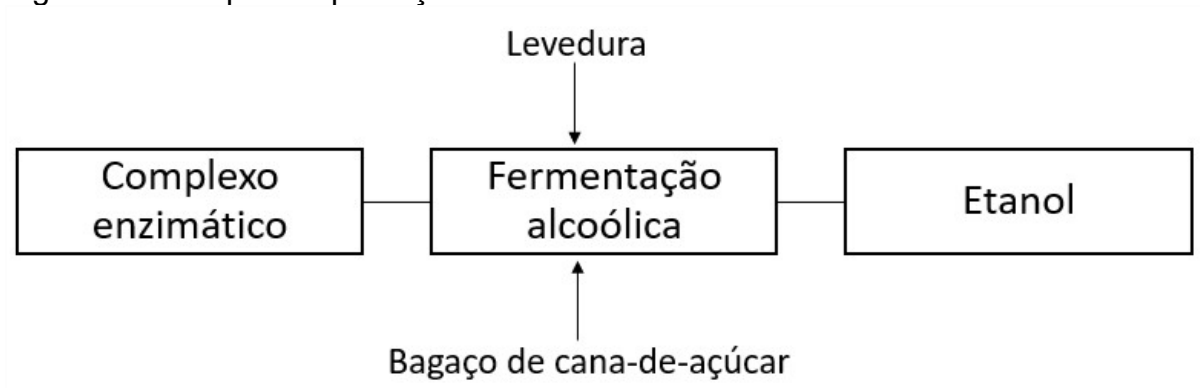 Levedura
Complexo
enzimático
Fermentação
alcoólica
Etanol
Bagaço de cana-de-açúcar